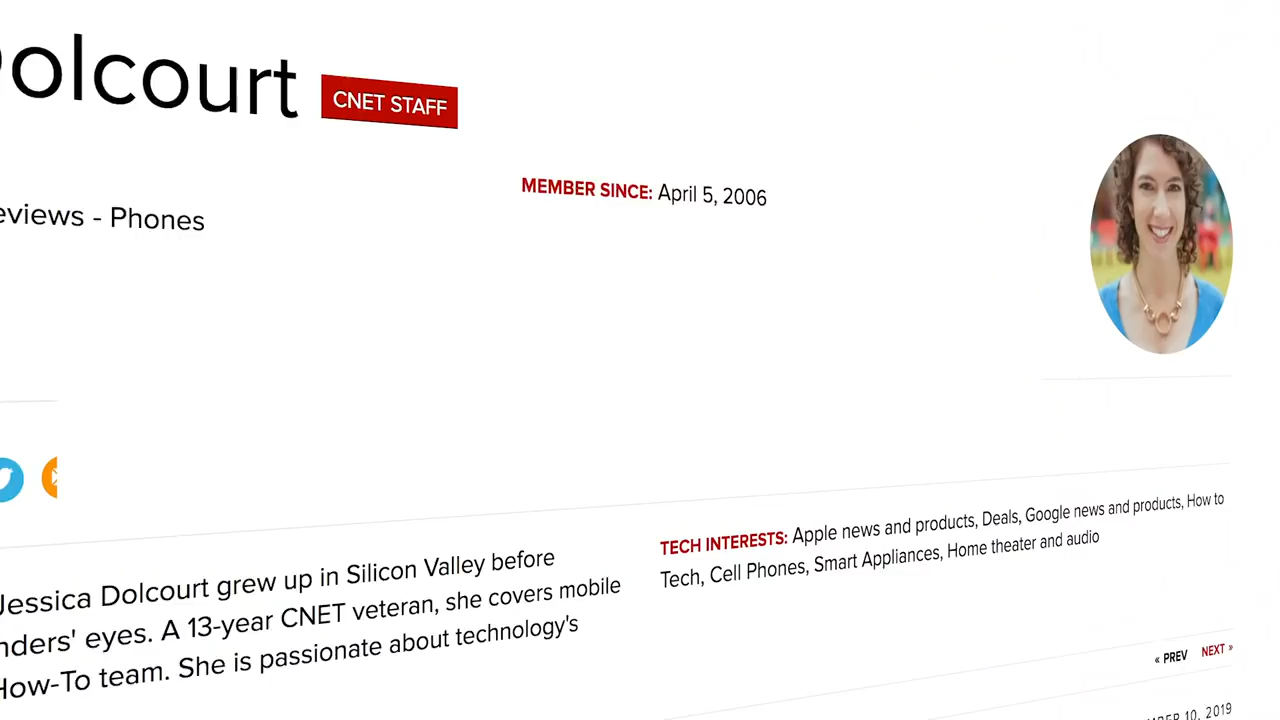 Dolcourt CNET STAFF
MEMBER SINCE: April 5, 2006
eviews - Phones
TECH INTERESTS: Apple news and products, Deals, Google news and products, How to
Tech, Cell Phones, Smart Appliances, Home theater and audio
Jessica Dolcourt grew up in Silicon Valley before
nders' eyes. A 13-year CNET veteran, she covers mobile
How-To team. She is passionate about technology's
« PREV NEXT »
BER 10, 2019